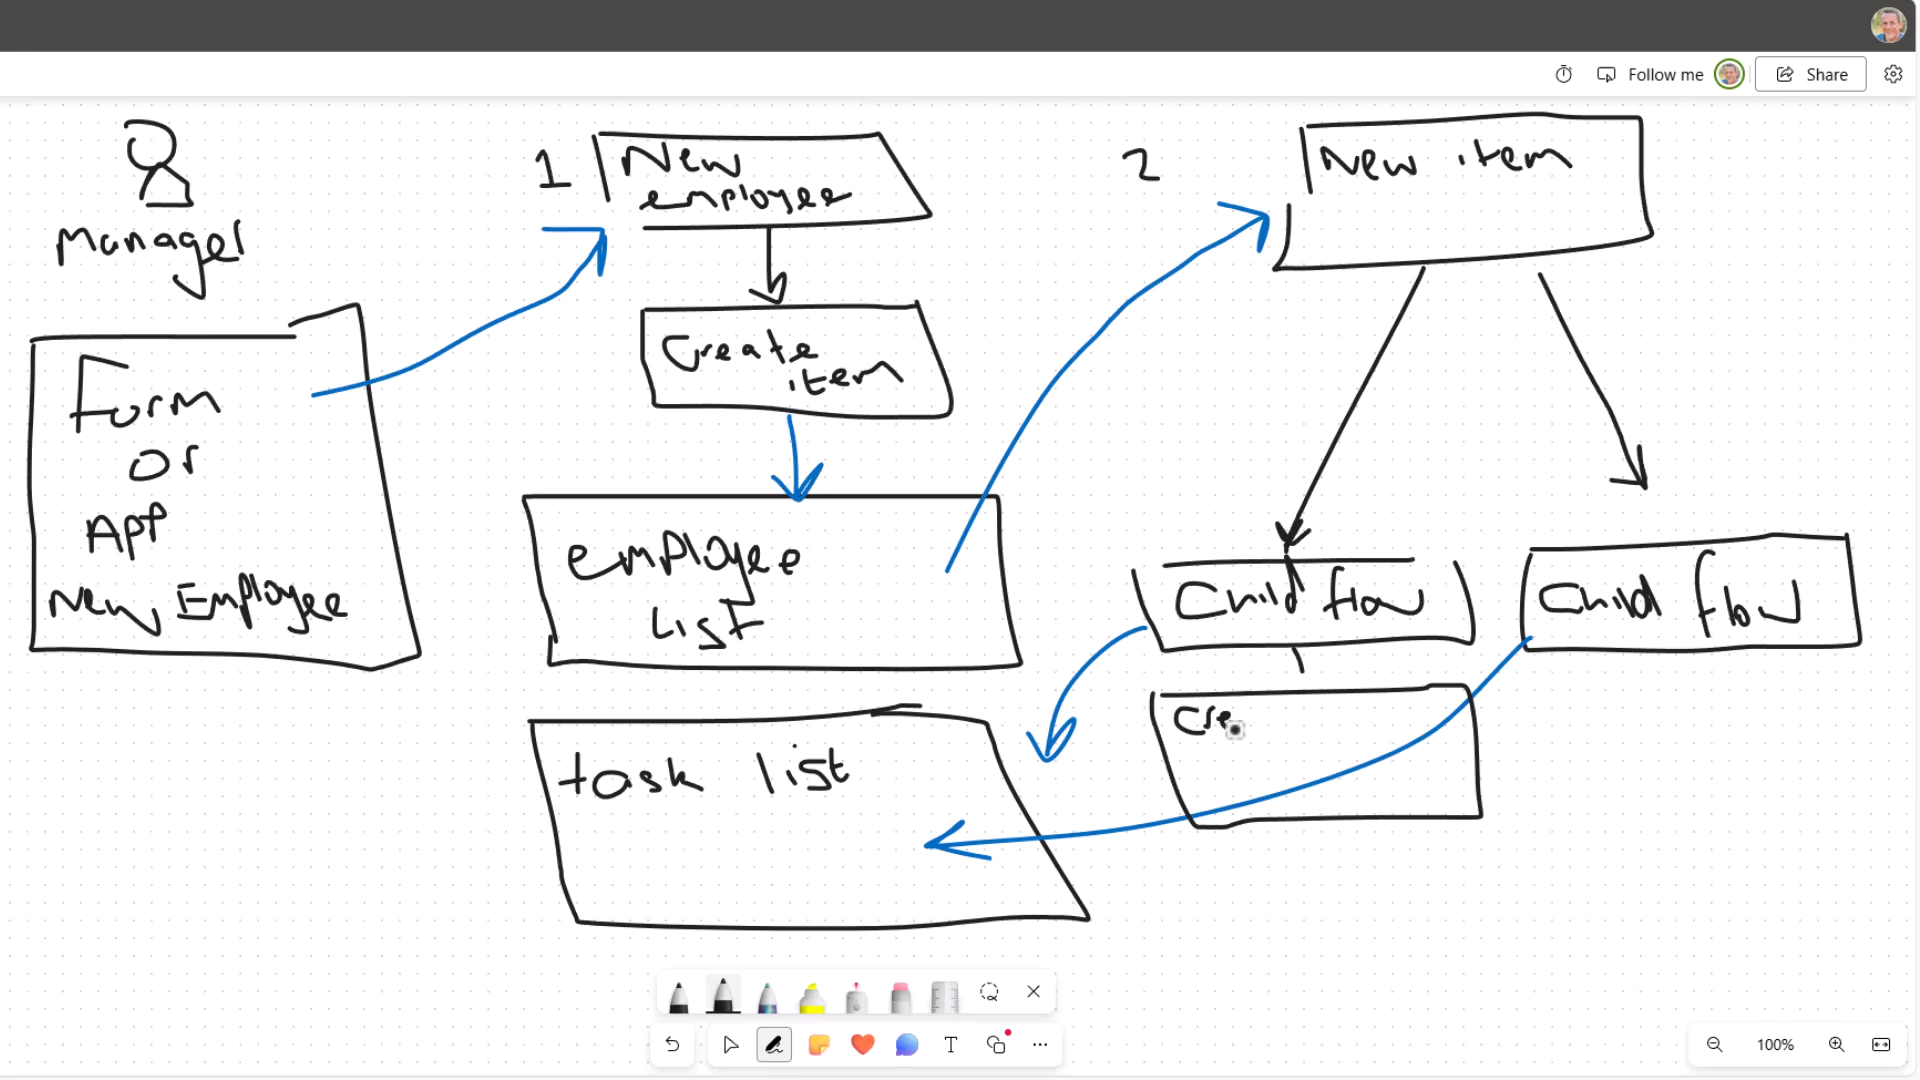 Follow me
Share
Manager
Form
or
APP
New Employee
1
New
employee
Create
item
employee
List
task list
2
New item
Child flow
Child flow
Cre
100%